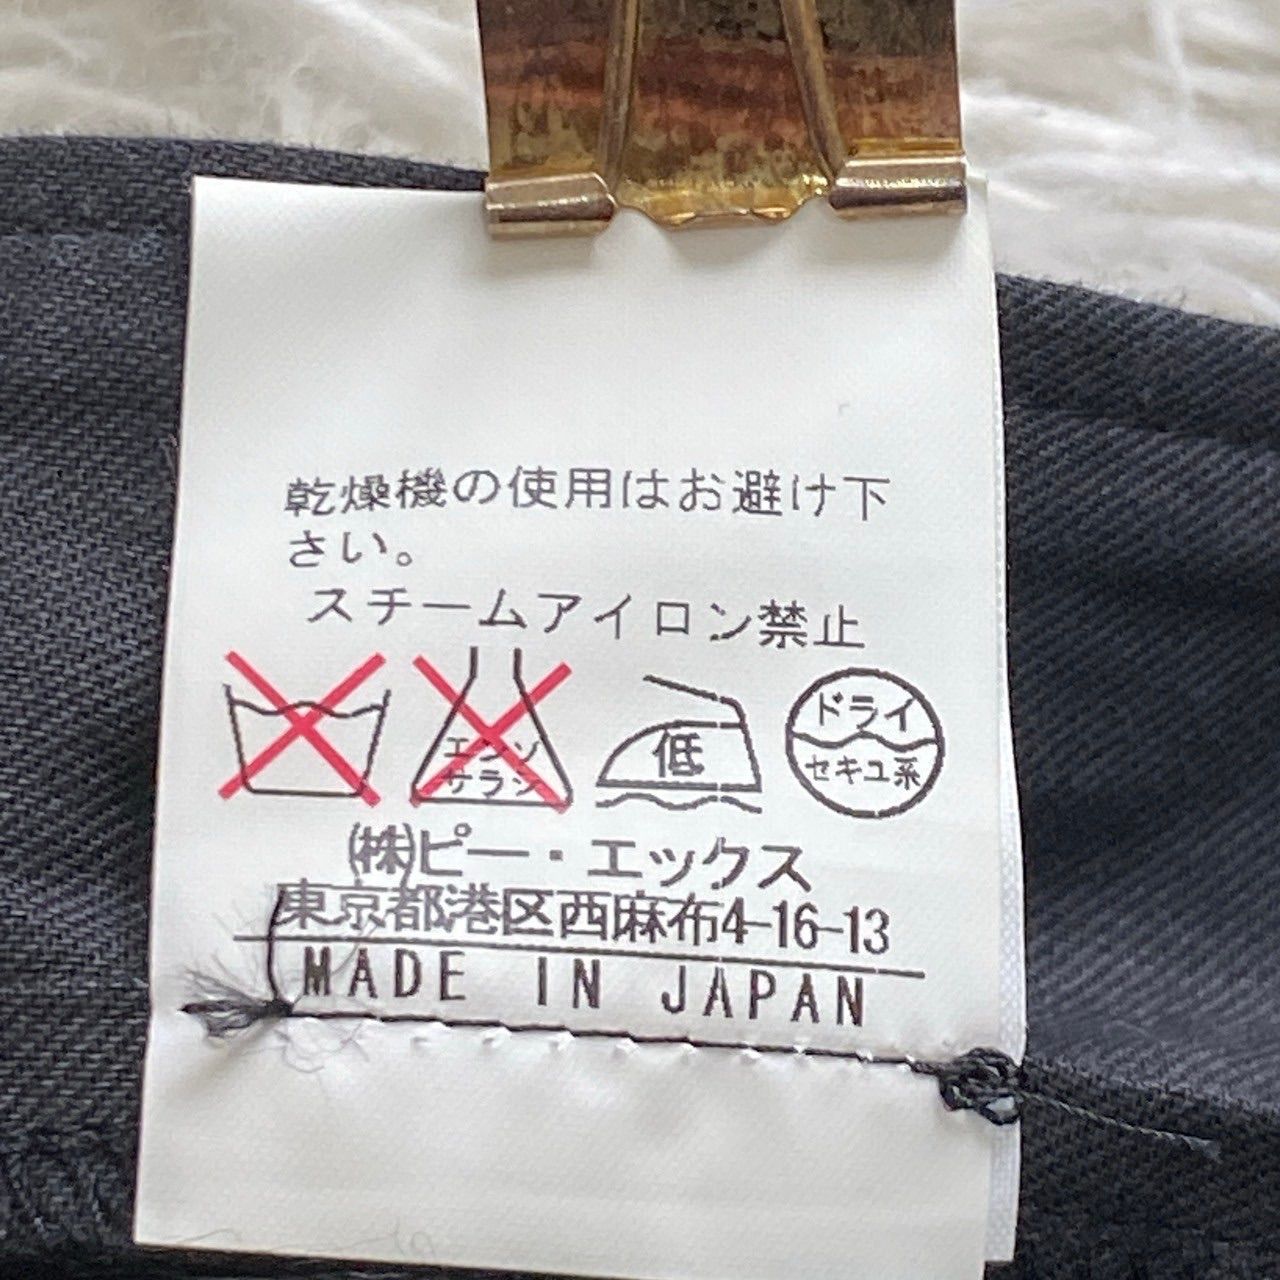 乾燥機の使用はお避け下
さい。
スチームアイロン禁止
エンソ
サラシ
低
ドライ
セキユ系
㈱ピー・エックス
東京都港区西麻布4-16-13
MADE IN JAPAN